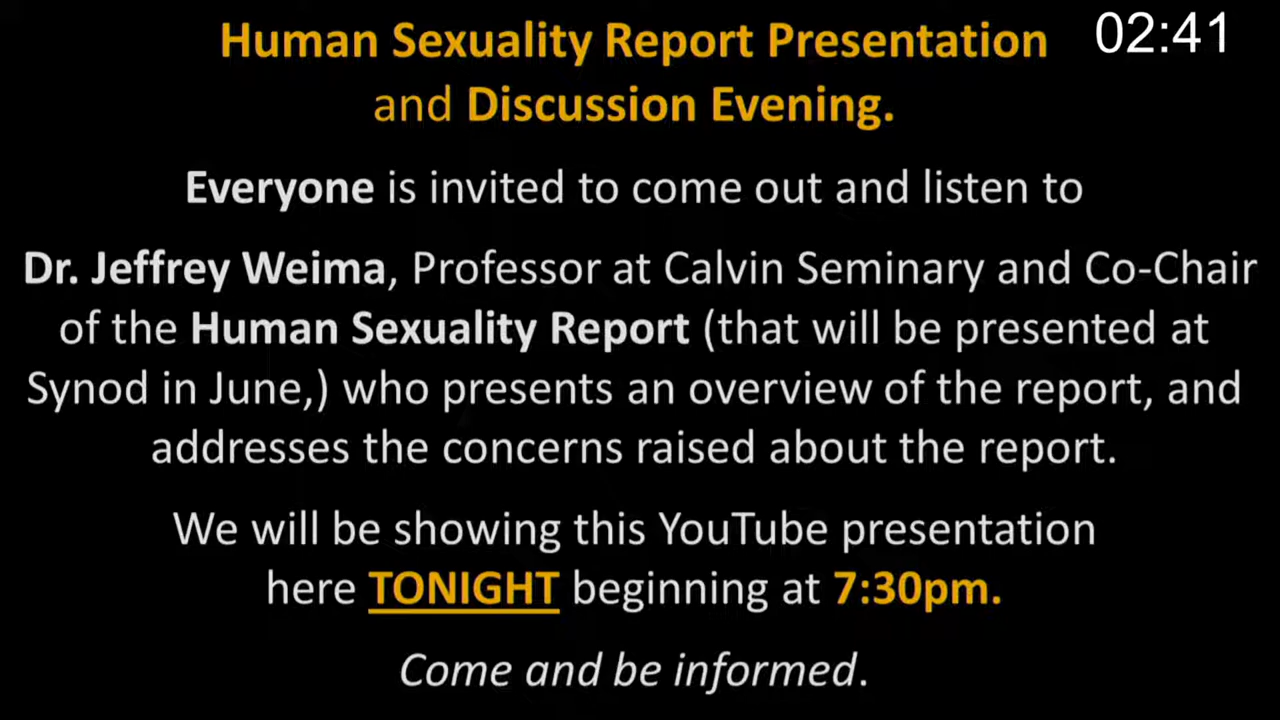 Human Sexuality Report Presentation
02:41
and Discussion Evening.
Everyone is invited to come out and listen to
Dr. Jeffrey Weima, Professor at Calvin Seminary and Co-Chair
of the Human Sexuality Report (that will be presented at
Synod in June,) who presents an overview of the report, and
addresses the concerns raised about the report.
We will be showing this YouTube presentation
here TONIGHT beginning at 7:30pm.
Come and be informed.